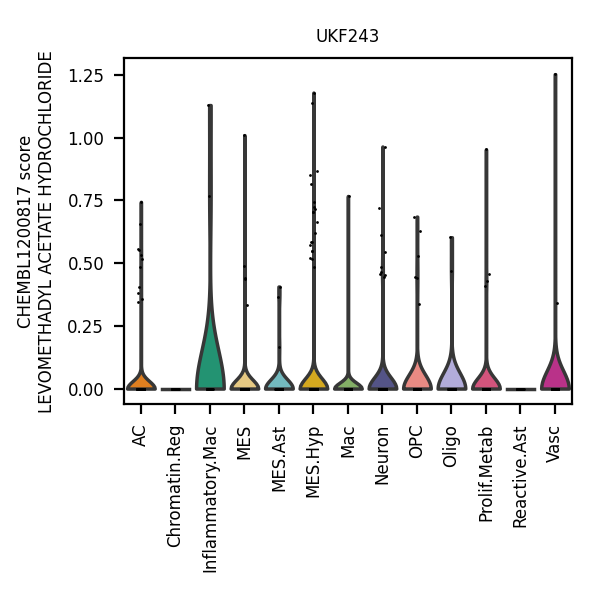 UKF243
CHEMBL1200817 score
LEVOMETHADYL ACETATE HYDROCHLORIDE
1.25
1.00
0.75
0.50
0.25
0.00
AC
Chromatin.Reg
Inflammatory.Mac
MES
MES.Ast
MES.Hyp
Mac
Neuron
OPC
Oligo
Prolif.Metab
Reactive.Ast
Vasc